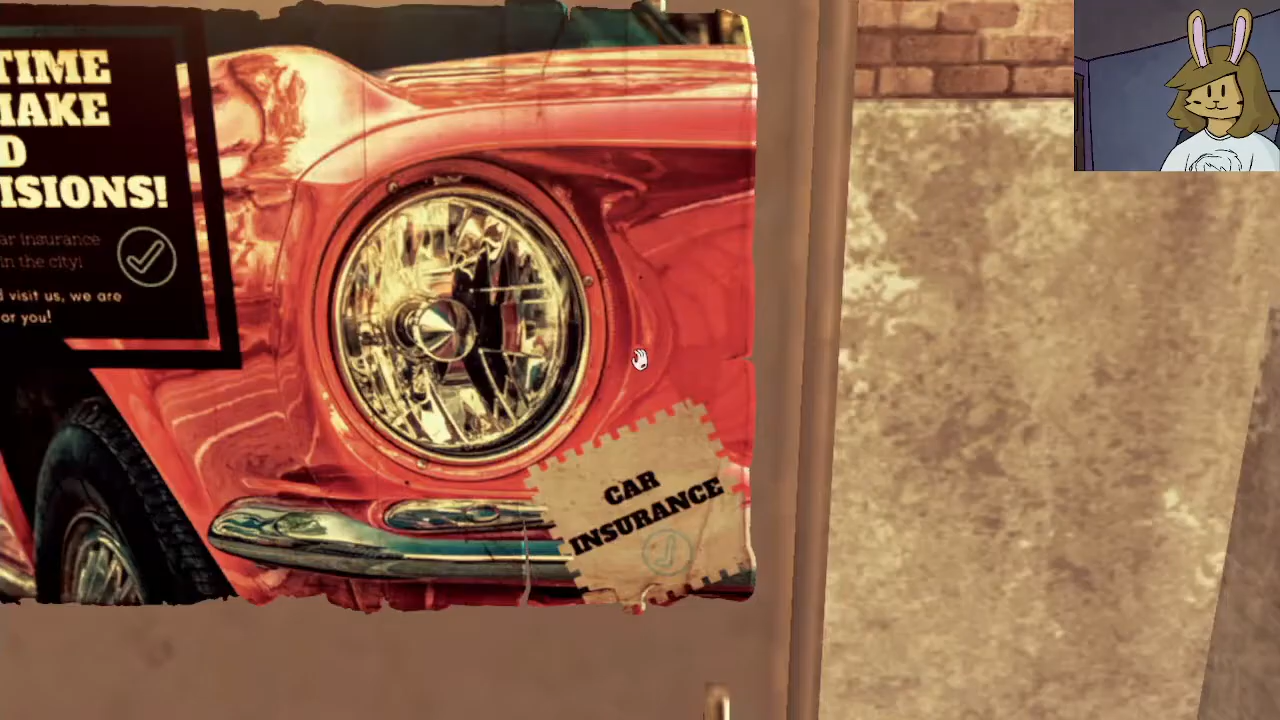 TIME
MAKE
D
ISIONS!
ar insurance
in the city!
d visit us, we are
or you!
CAR
INSURANCE